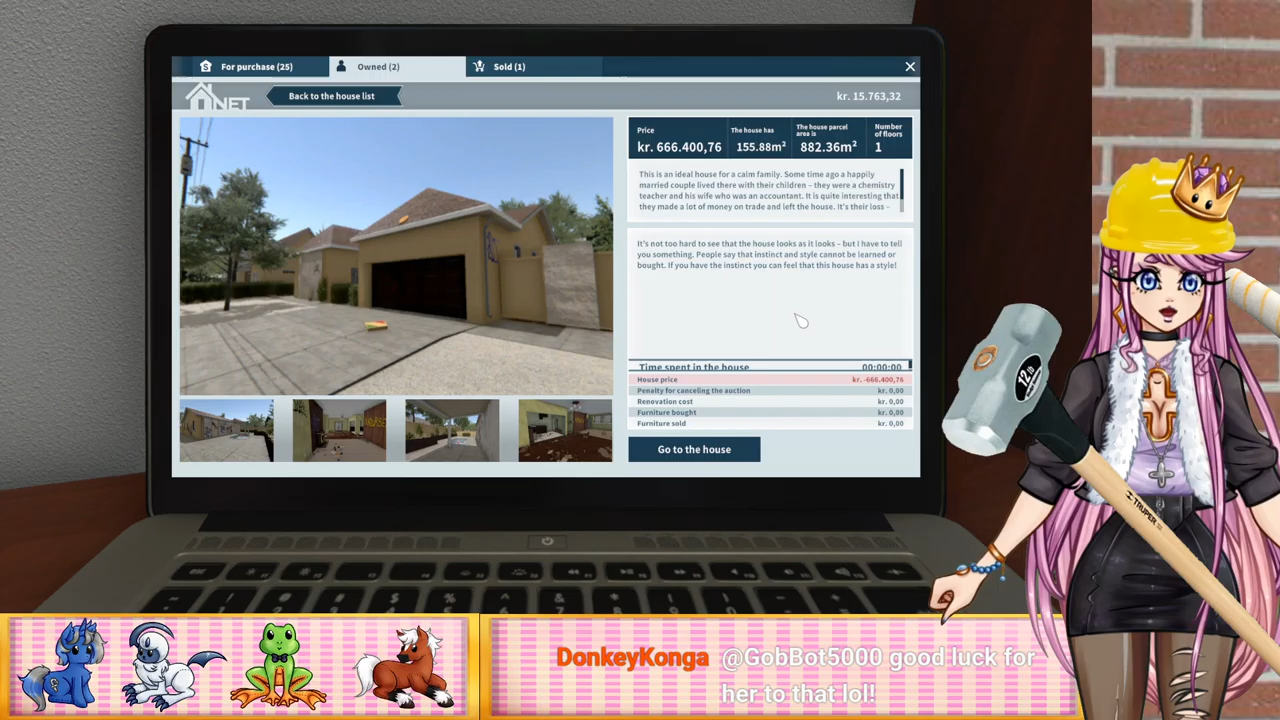 For purchase (25)
Owned (2)
Sold (1)
NET
Back to the house list
kr. 15.763,32
Price
kr. 666.400,76
The house has
155.88m²
The house parcel
area is
882.36m²
Number
of floors
1
This is an ideal house for a calm family. Some time ago a happily
married couple lived there with their children – they were a chemistry
teacher and his wife who was an accountant. It is quite interesting that
they made a lot of money on trade and left the house. It's their loss –
It's not too hard to see that the house looks as it looks – but I have to tell
you something. People say that instinct and style cannot be learned or
bought. If you have the instinct you can feel that this house has a style!
Time spent in the house 00:00:00
House price kr. -666.400,76
Penalty for canceling the auction kr. 0,00
Renovation cost kr. 0,00
Furniture bought kr. 0,00
Furniture sold kr. 0,00
Go to the house
12 lb
TRUPER
DonkeyKonga @GobBot5000 good luck for
her to that lol!